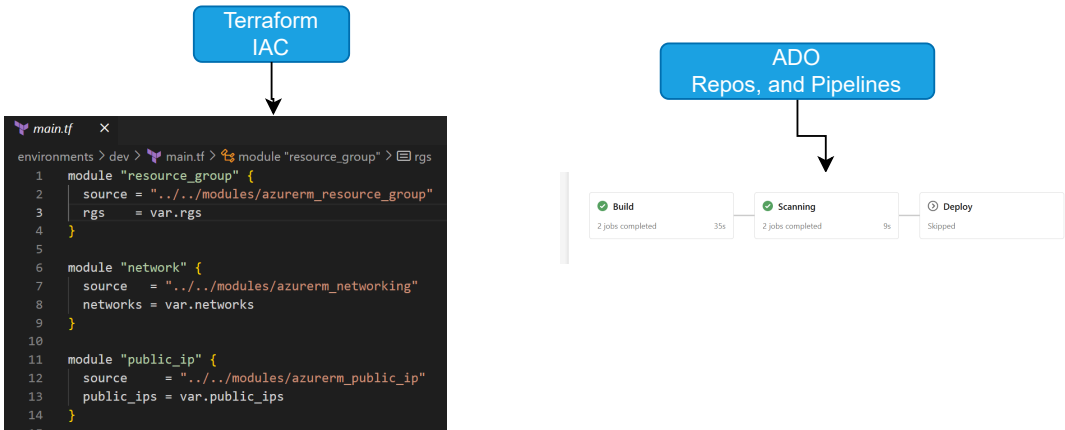 Terraform
IAC
ADO
Repos, and Pipelines
main.tf ×
environments > dev > main.tf > module "resource_group" > rgs
1 module "resource_group" {
2 source = "../../modules/azurerm_resource_group"
3 rgs = var.rgs
4 }
5
6 module "network" {
7 source = "../../modules/azurerm_networking"
8 networks = var.networks
9 }
10
11 module "public_ip" {
12 source = "../../modules/azurerm_public_ip"
13 public_ips = var.public_ips
14 }
Build
2 jobs completed 35s
Scanning
2 jobs completed 9s
Deploy
Skipped